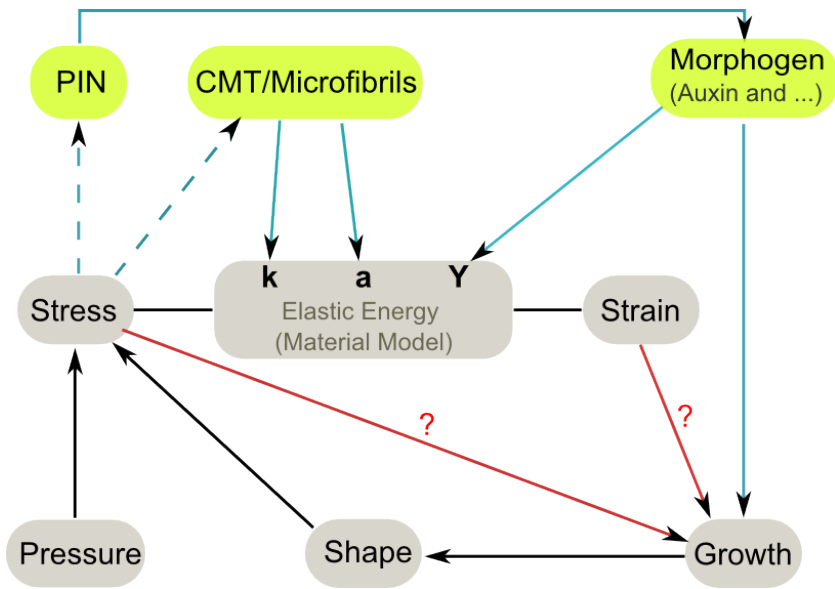 PIN
CMT/Microfibrils
Morphogen
(Auxin and ...)
k a Y
Elastic Energy
(Material Model)
Stress
Strain
?
?
Pressure
Shape
Growth